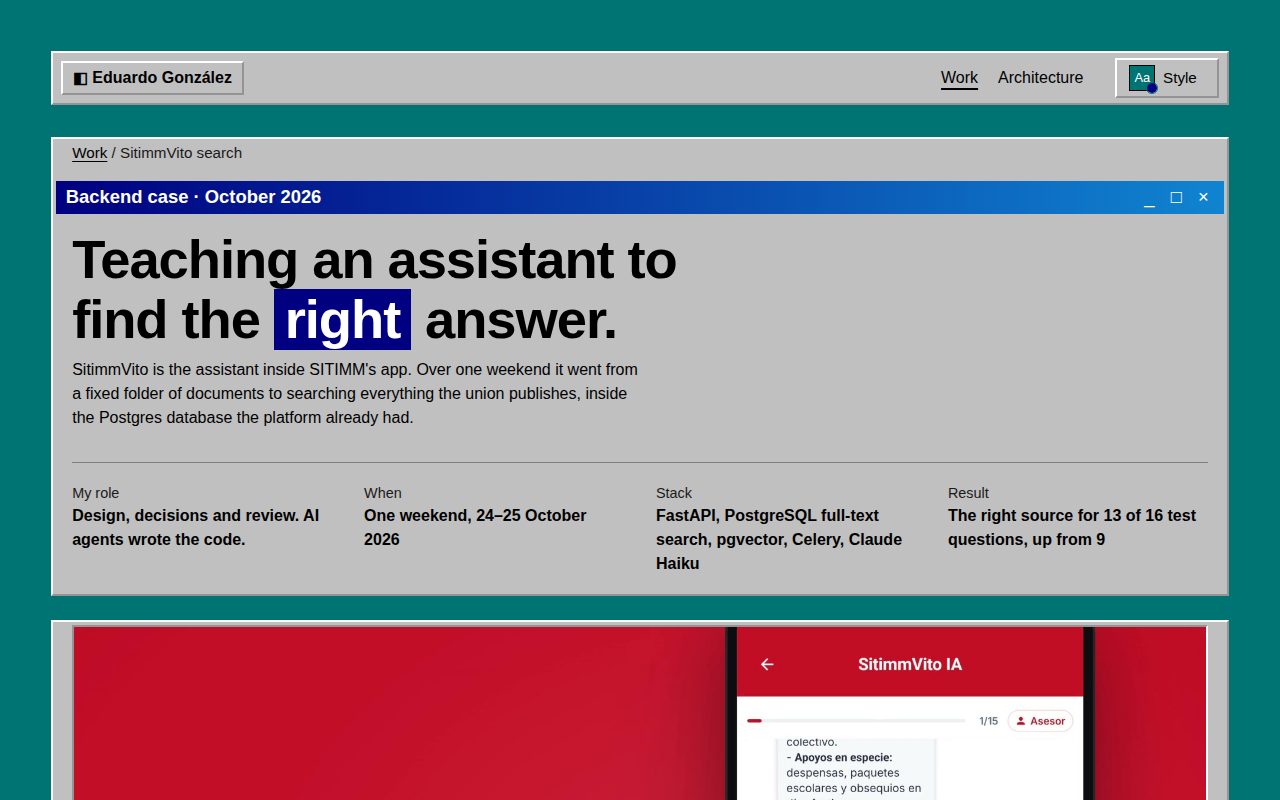 Eduardo González
Work
Architecture
Aa
Style
Work / SitimmVito search
Backend case · October 2026
Teaching an assistant to
find the right answer.
SitimmVito is the assistant inside SITIMM's app. Over one weekend it went from
a fixed folder of documents to searching everything the union publishes, inside
the Postgres database the platform already had.
My role
Design, decisions and review. AI
agents wrote the code.
When
One weekend, 24–25 October
2026
Stack
FastAPI, PostgreSQL full-text
search, pgvector, Celery, Claude
Haiku
Result
The right source for 13 of 16 test
questions, up from 9
SitimmVito IA
1/15
Asesor
colectivo.
- Apoyos en especie:
despensas, paquetes
escolares y obsequios en